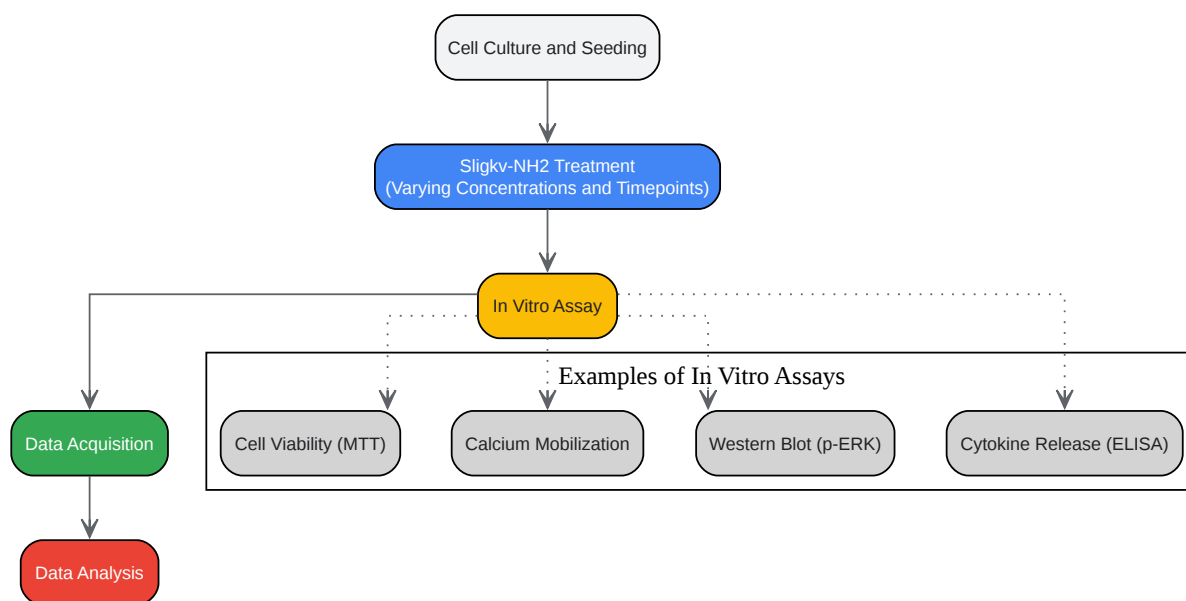 Cell Culture and Seeding
Sligkv-NH2 Treatment
(Varying Concentrations and Timepoints)
In Vitro Assay
Examples of In Vitro Assays
Data Acquisition
Cell Viability (MTT)
Calcium Mobilization
Western Blot (p-ERK)
Cytokine Release (ELISA)
Data Analysis